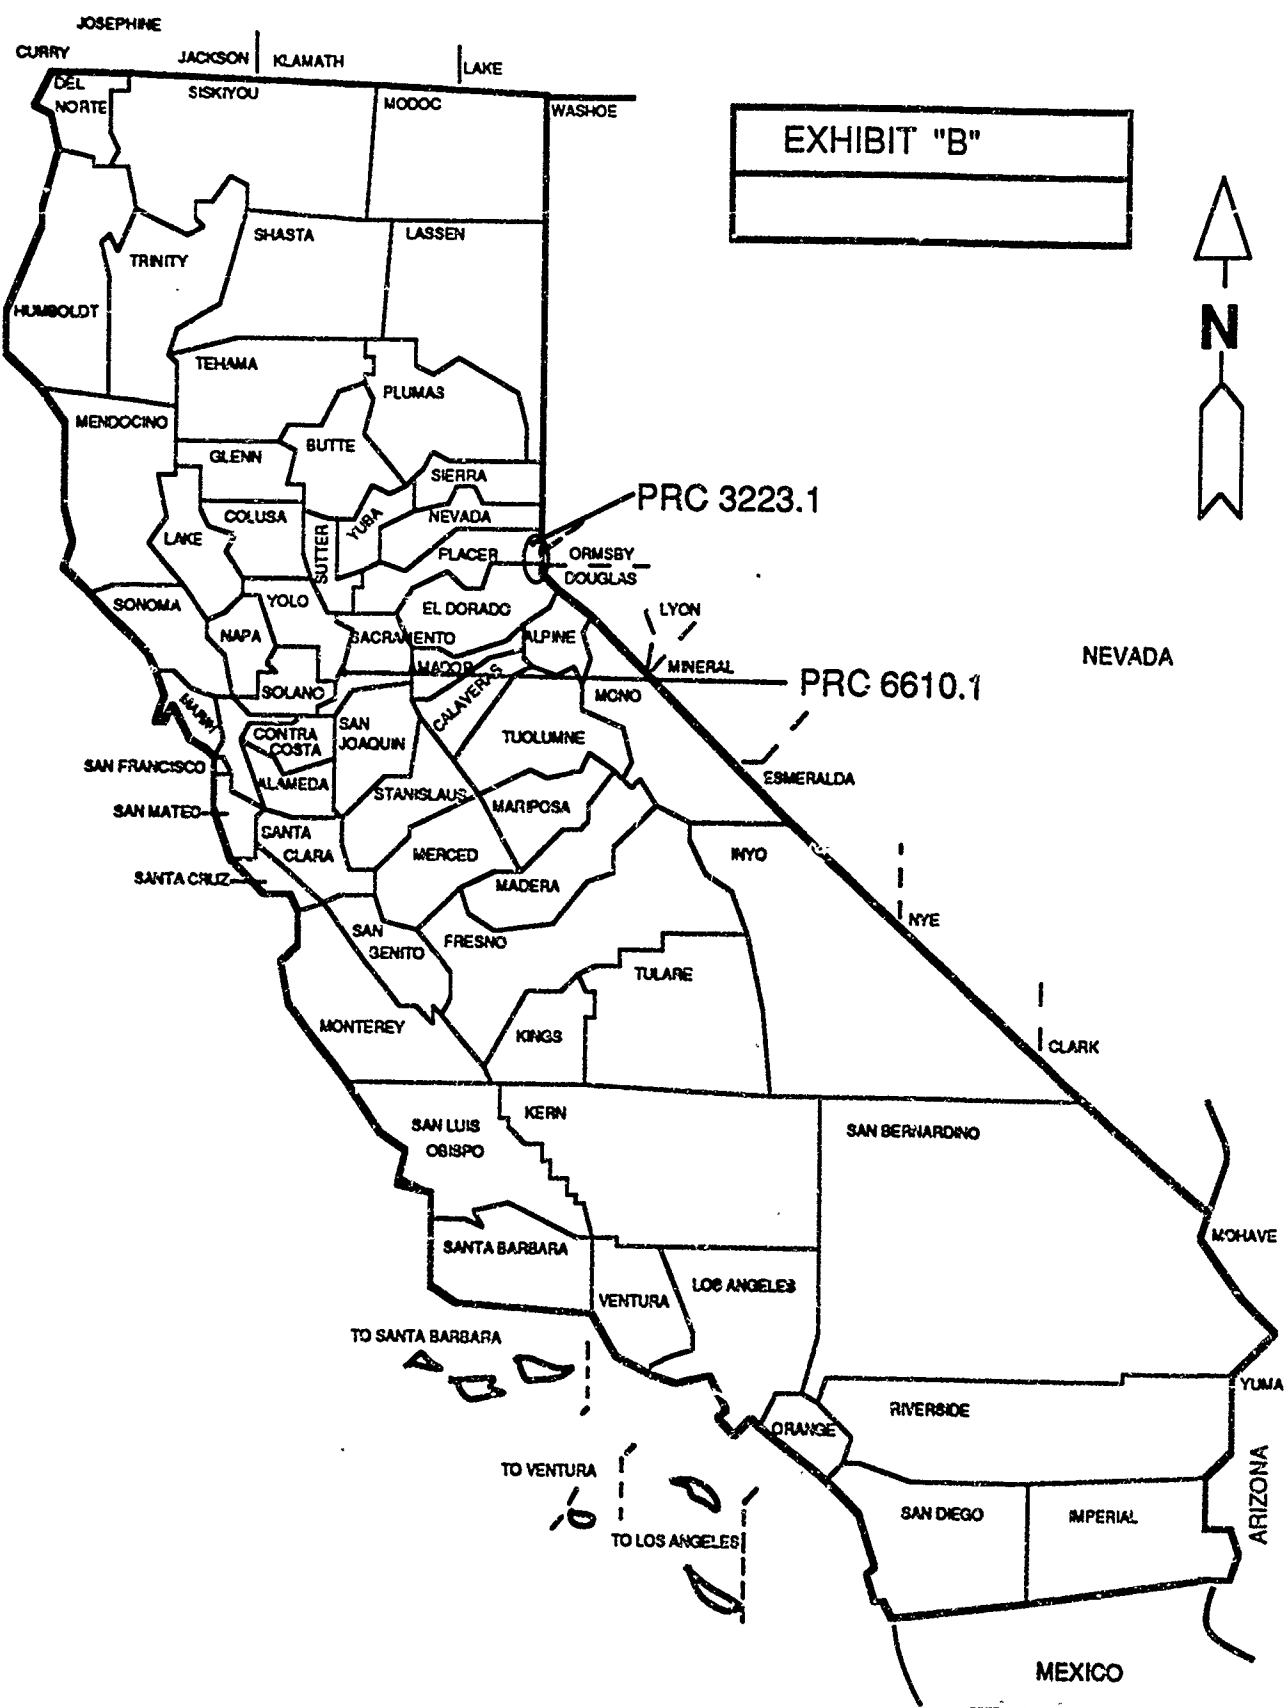 JOSEPHINE
CURRY
JACKSON
KLAMATH
LAKE
DEL
NORTE
SISKIYOU
MODOC
WASHOE
EXHIBIT "B"
SHASTA
LASSEN
TRINITY
HUMBOLDT
N
TEHAMA
PLUMAS
MENDOCINO
BUTTE
GLENN
SIERRA
PRC 3223.1
COLUSA
YUBA
NEVADA
LAKE
SUTTER
PLACER
ORMSBY
DOUGLAS
SONOMA
YOLO
EL DORADO
LYON
NAPA
SACRAMENTO
ALPINE
NEVADA
AMADOR
MINERAL
SOLANO
CALAVERAS
MONO
PRC 6610.1
MARIN
CONTRA
COSTA
SAN
JOAQUIN
TUOLUMNE
SAN FRANCISCO
ALAMEDA
STANISLAUS
ESMERALDA
SAN MATEO
MARIPOSA
SANTA
CLARA
MERCED
INYO
SANTA CRUZ
MADERA
NYE
SAN
BENITO
FRESNO
TULARE
MONTEREY
KINGS
CLARK
SAN LUIS
OBISPO
KERN
SAN BERNARDINO
MOHAVE
SANTA BARBARA
VENTURA
LOS ANGELES
TO SANTA BARBARA
YUMA
RIVERSIDE
ORANGE
TO VENTURA
ARIZONA
SAN DIEGO
IMPERIAL
TO LOS ANGELES
MEXICO